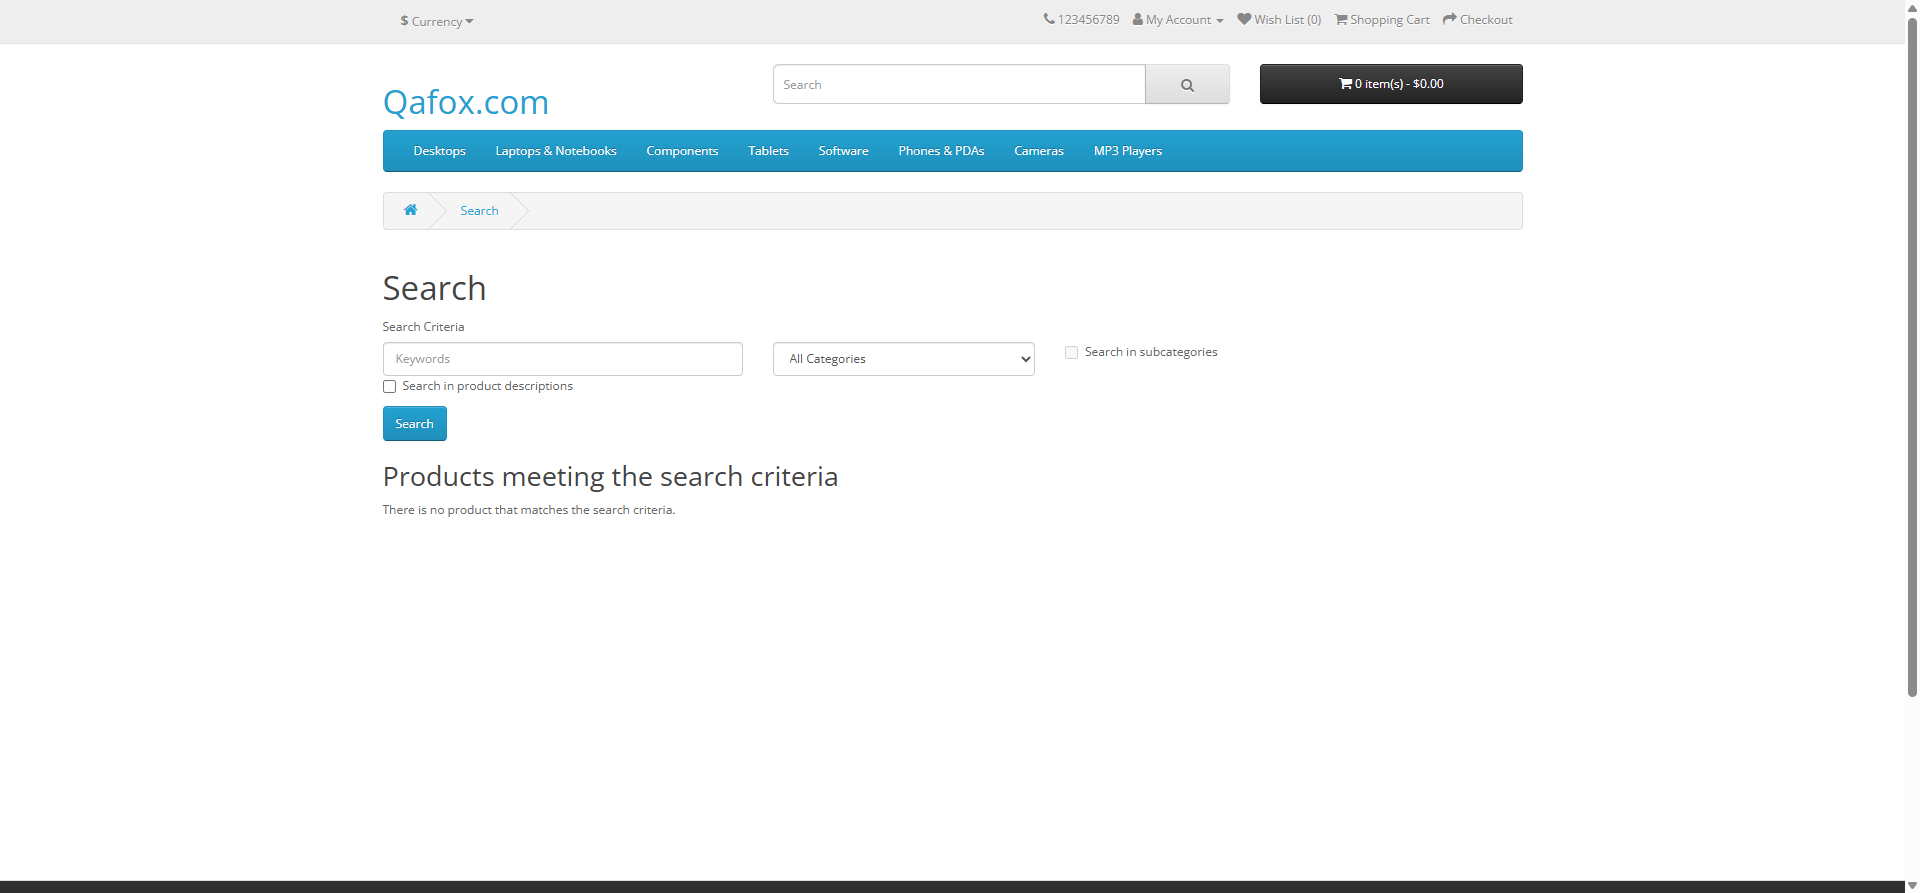 $ Currency
123456789 My Account Wish List (0) Shopping Cart Checkout
Qafox.com
Search
0 item(s) - $0.00
Desktops Laptops & Notebooks Components Tablets Software Phones & PDAs Cameras MP3 Players
Search
Search
Search Criteria
Keywords
All Categories
Search in subcategories
Search in product descriptions
Search
Products meeting the search criteria
There is no product that matches the search criteria.